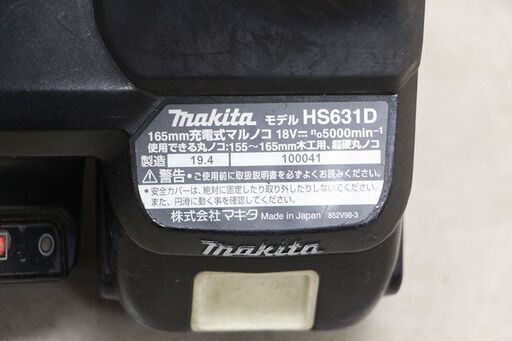 makita モデル HS631D
165mm充電式マルノコ 18V⎓ n₀5000min⁻¹
使用できる丸ノコ:155～165mm木工用、超硬丸ノコ
製造 19.4 100041
⚠警告 ●ご使用前に取扱説明書を必ずよくお読みください。
●安全カバーは、絶対に固定したり取り外したりしないでください。
また、円滑に動く事を確認してください。
株式会社マキタ Made in Japan 852V98-3
makita